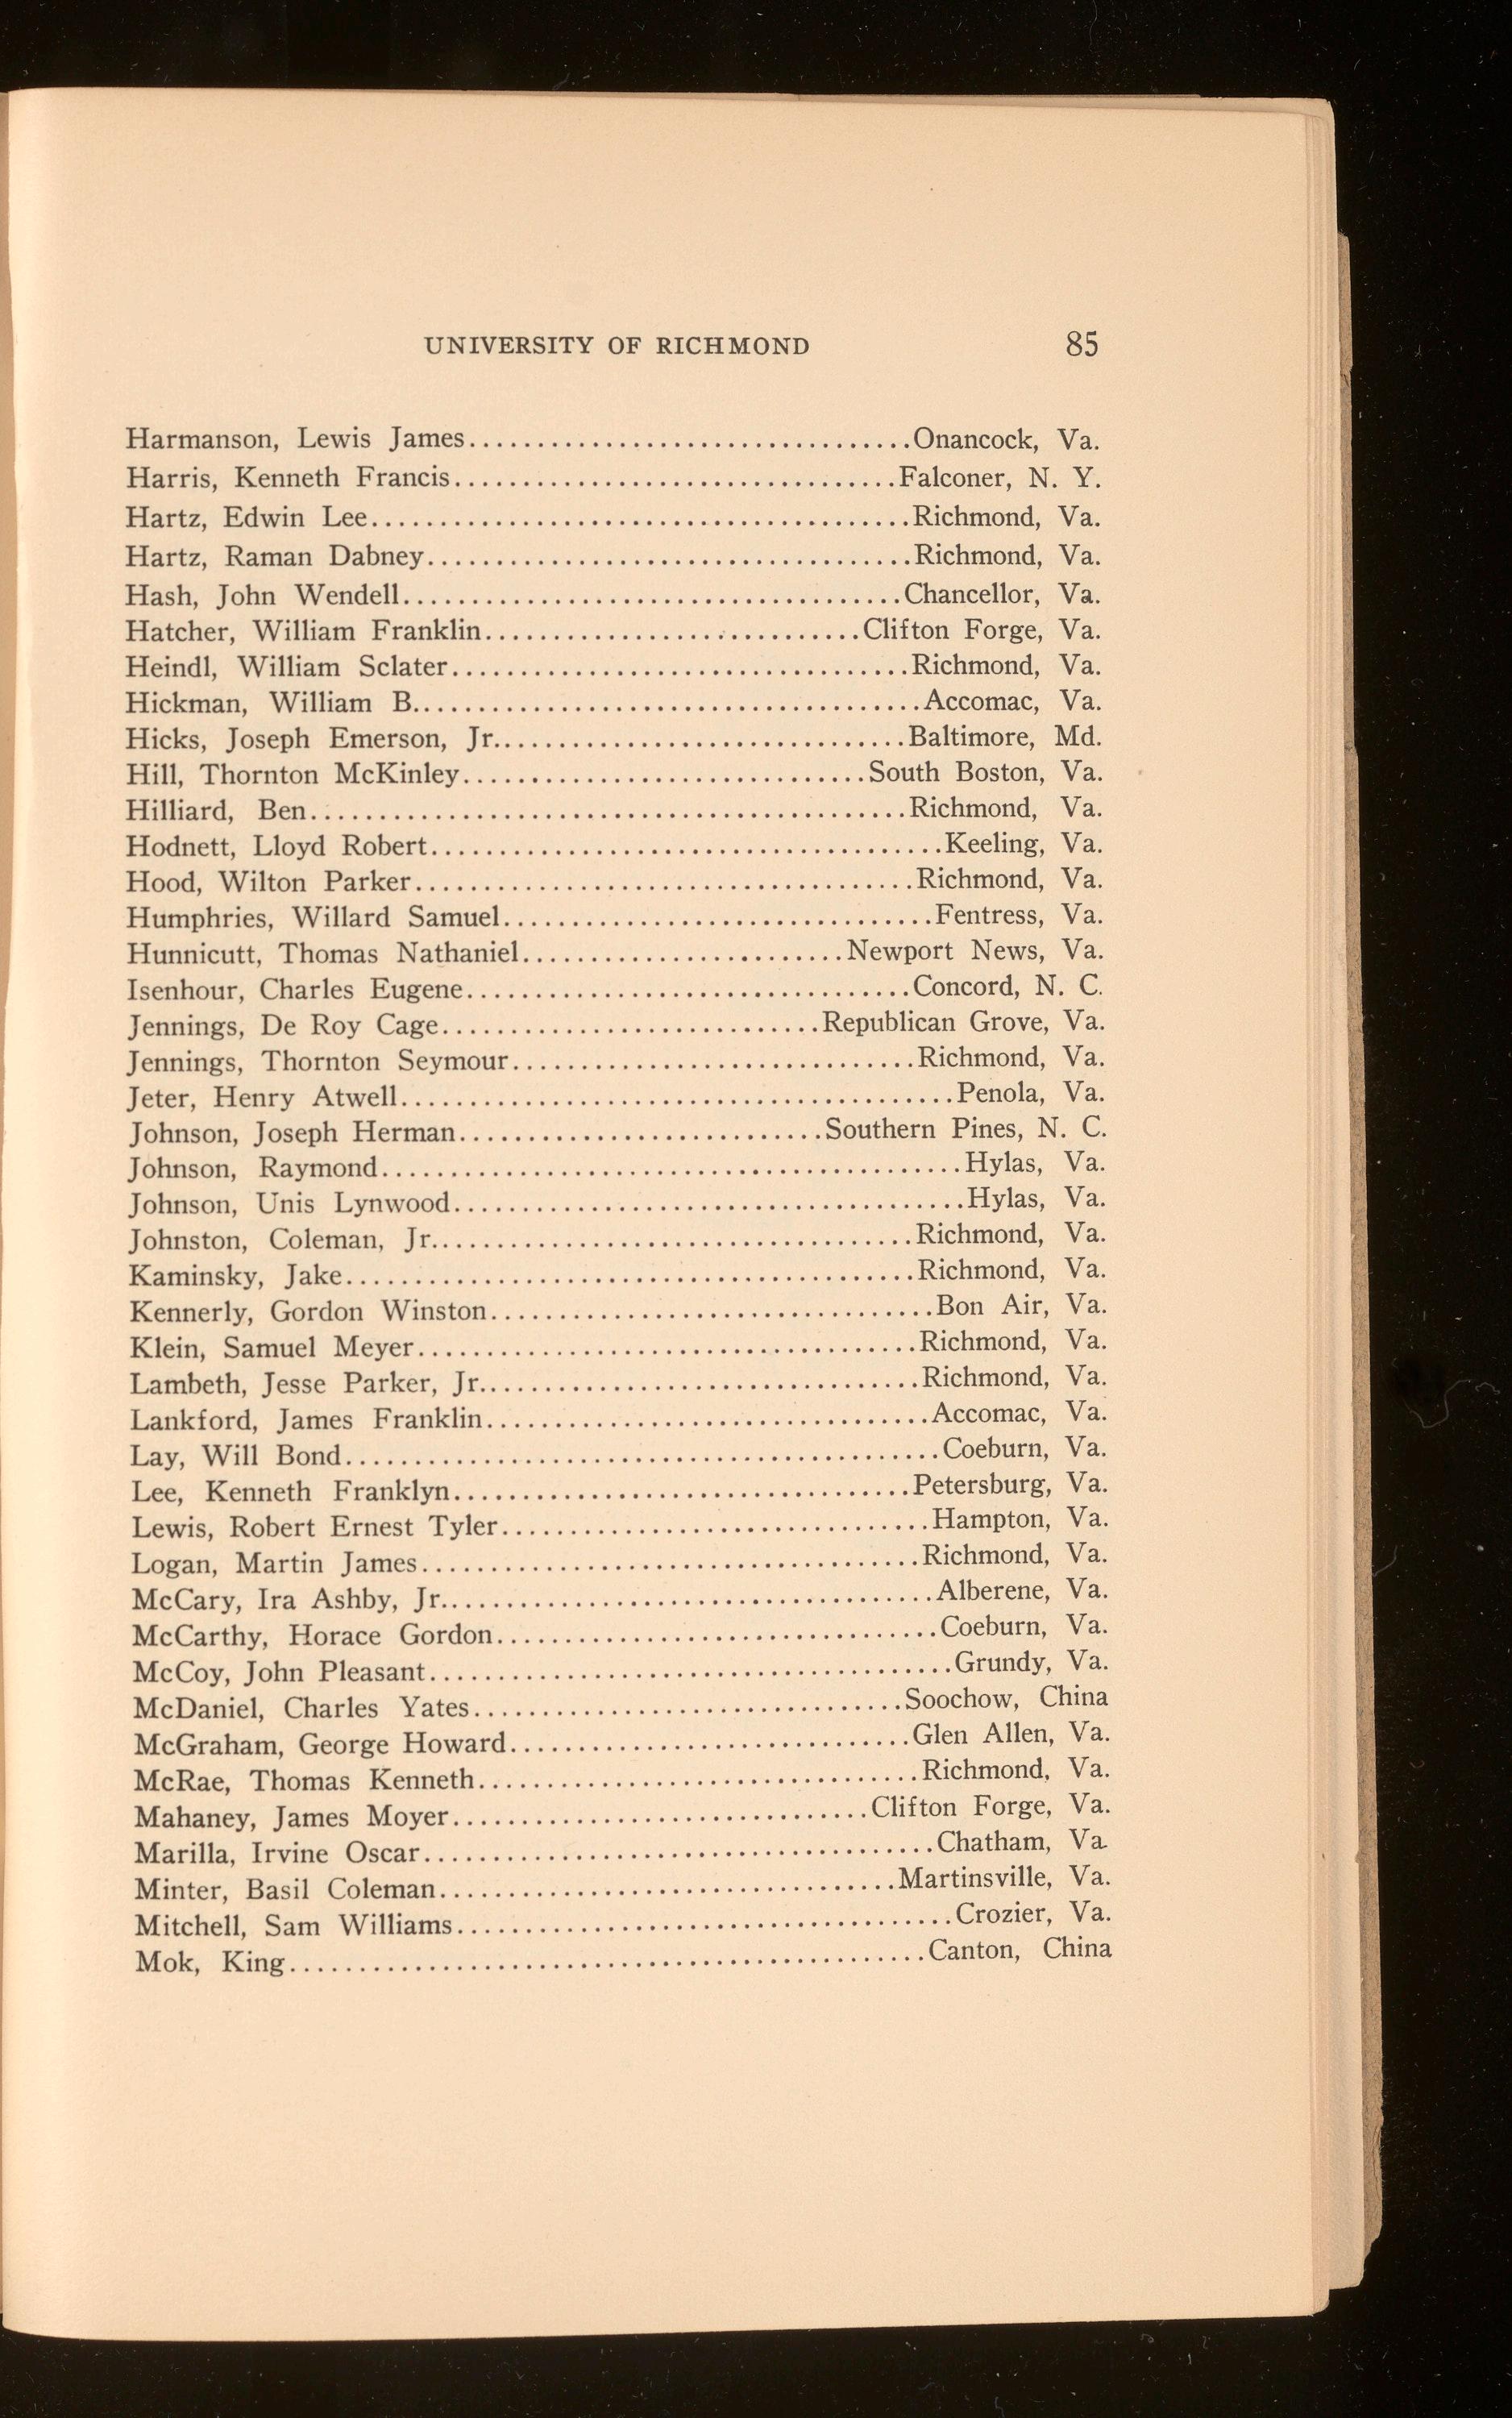 UNIVERSITY OF RICHMOND 85
Harmanson, Lewis James................................Onancock, Va.
Harris, Kenneth Francis................................Falconer, N. Y.
Hartz, Edwin Lee.......................................Richmond, Va.
Hartz, Raman Dabney...................................Richmond, Va.
Hash, John Wendell....................................Chancellor, Va.
Hatcher, William Franklin...........................Clifton Forge, Va.
Heindl, William Sclater.................................Richmond, Va.
Hickman, William B.....................................Accomac, Va.
Hicks, Joseph Emerson, Jr..............................Baltimore, Md.
Hill, Thornton McKinley.............................South Boston, Va.
Hilliard, Ben...........................................Richmond, Va.
Hodnett, Lloyd Robert.....................................Keeling, Va.
Hood, Wilton Parker....................................Richmond, Va.
Humphries, Willard Samuel...............................Fentress, Va.
Hunnicutt, Thomas Nathaniel.......................Newport News, Va.
Isenhour, Charles Eugene................................Concord, N. C.
Jennings, De Roy Cage...........................Republican Grove, Va.
Jennings, Thornton Seymour.............................Richmond, Va.
Jeter, Henry Atwell........................................Penola, Va.
Johnson, Joseph Herman..........................Southern Pines, N. C.
Johnson, Raymond..........................................Hylas, Va.
Johnson, Unis Lynwood.....................................Hylas, Va.
Johnston, Coleman, Jr...................................Richmond, Va.
Kaminsky, Jake.........................................Richmond, Va.
Kennerly, Gordon Winston................................Bon Air, Va.
Klein, Samuel Meyer....................................Richmond, Va.
Lambeth, Jesse Parker, Jr................................Richmond, Va.
Lankford, James Franklin................................Accomac, Va.
Lay, Will Bond...........................................Coeburn, Va.
Lee, Kenneth Franklyn.................................Petersburg, Va.
Lewis, Robert Ernest Tyler...............................Hampton, Va.
Logan, Martin James....................................Richmond, Va.
McCary, Ira Ashby, Jr....................................Alberene, Va.
McCarthy, Horace Gordon................................Coeburn, Va.
McCoy, John Pleasant......................................Grundy, Va.
McDaniel, Charles Yates...............................Soochow, China
McGraham, George Howard.............................Glen Allen, Va.
McRae, Thomas Kenneth................................Richmond, Va.
Mahaney, James Moyer..............................Clifton Forge, Va.
Marilla, Irvine Oscar.....................................Chatham, Va
Minter, Basil Coleman.................................Martinsville, Va.
Mitchell, Sam Williams....................................Crozier, Va.
Mok, King..............................................Canton, China